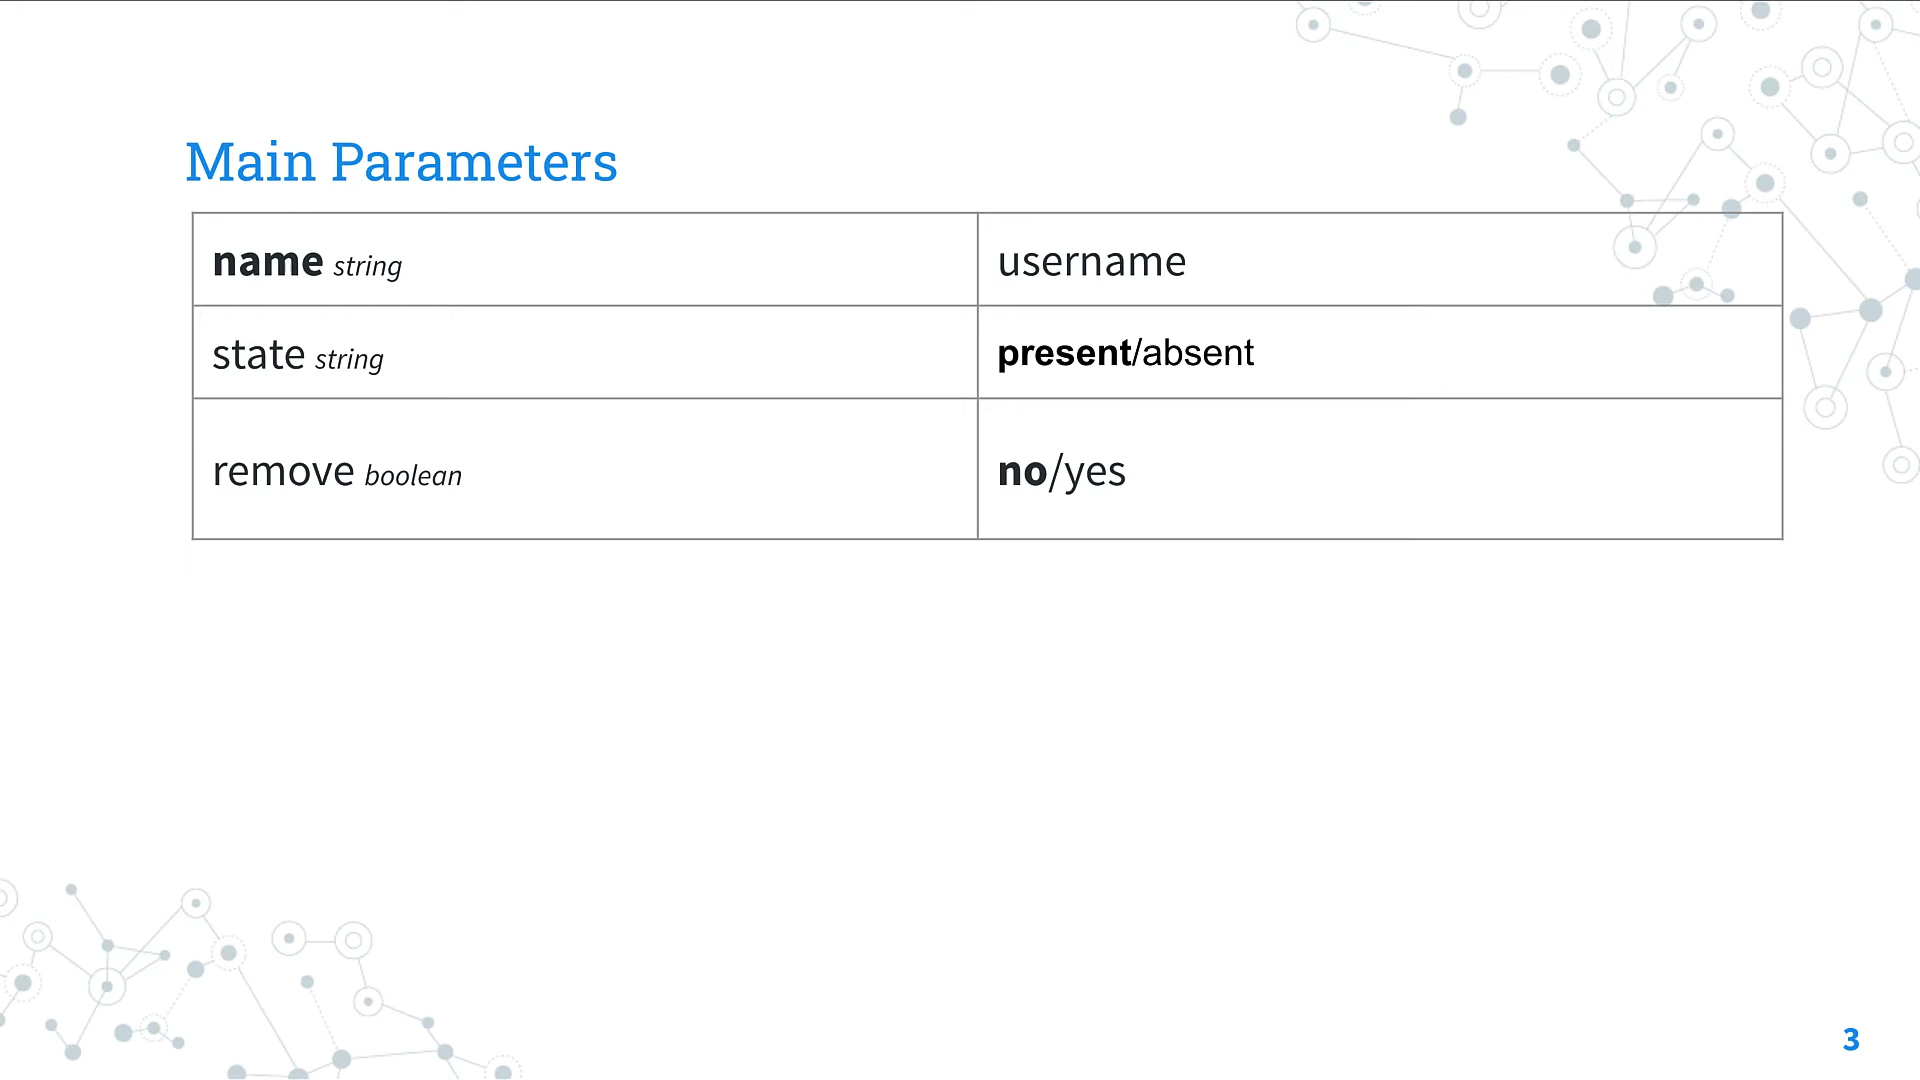 Main Parameters
name string username
state string present/absent
remove boolean no/yes
3